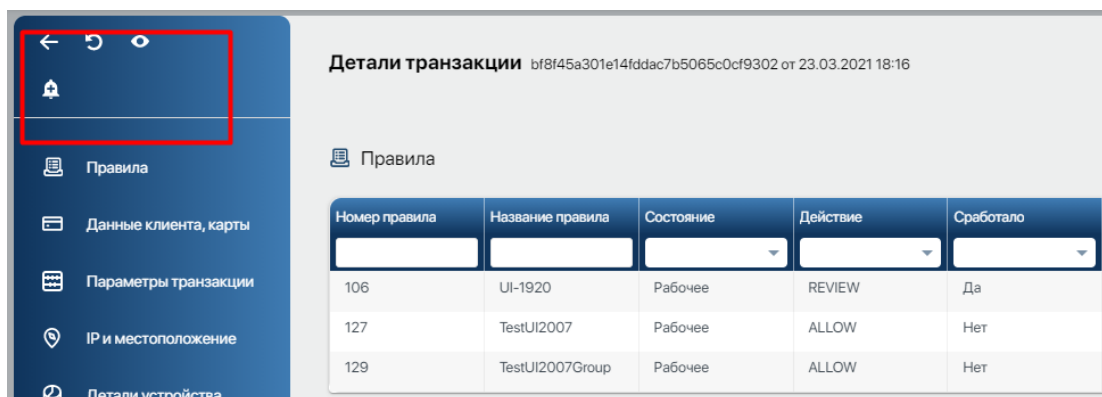 Детали транзакции bf8f45a301e14fddac7b5065c0cf9302 от 23.03.2021 18:16
Правила
Данные клиента, карты
Параметры транзакции
IP и местоположение
Детали устройства
Правила
Номер правила Название правила Состояние Действие Сработало
106 UI-1920 Рабочее REVIEW Да
127 TestUI2007 Рабочее ALLOW Нет
129 TestUI2007Group Рабочее ALLOW Нет